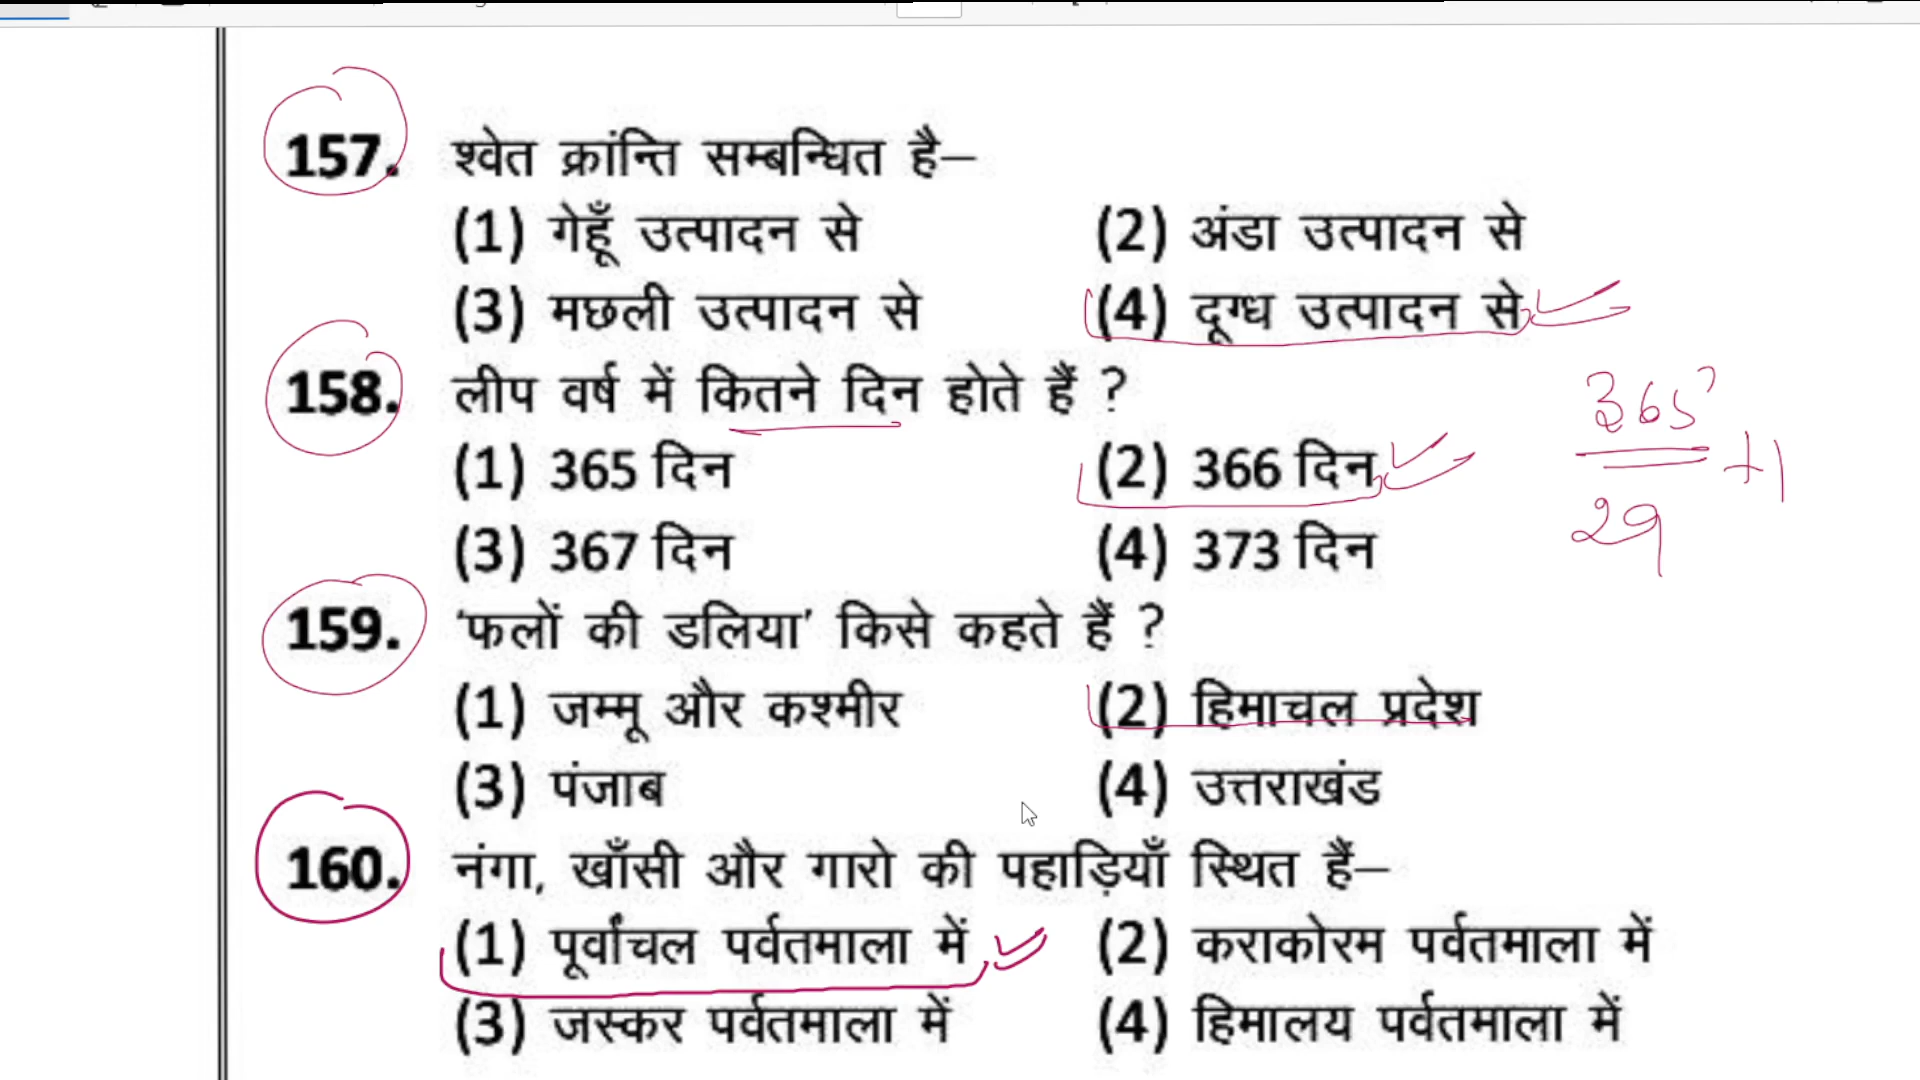 157. श्वेत क्रांन्ति सम्बन्धित है–
(1) गेहूँ उत्पादन से (2) अंडा उत्पादन से
(3) मछली उत्पादन से (4) दूग्ध उत्पादन से
158. लीप वर्ष में कितने दिन होते हैं ?
365
(1) 365 दिन (2) 366 दिन +1
29
(3) 367 दिन (4) 373 दिन
159. 'फलों की डलिया' किसे कहते हैं ?
(1) जम्मू और कश्मीर (2) हिमाचल प्रदेश
(3) पंजाब (4) उत्तराखंड
160. नंगा, खाँसी और गारो की पहाड़ियाँ स्थित हैं–
(1) पूर्वांचल पर्वतमाला में (2) कराकोरम पर्वतमाला में
(3) जस्कर पर्वतमाला में (4) हिमालय पर्वतमाला में